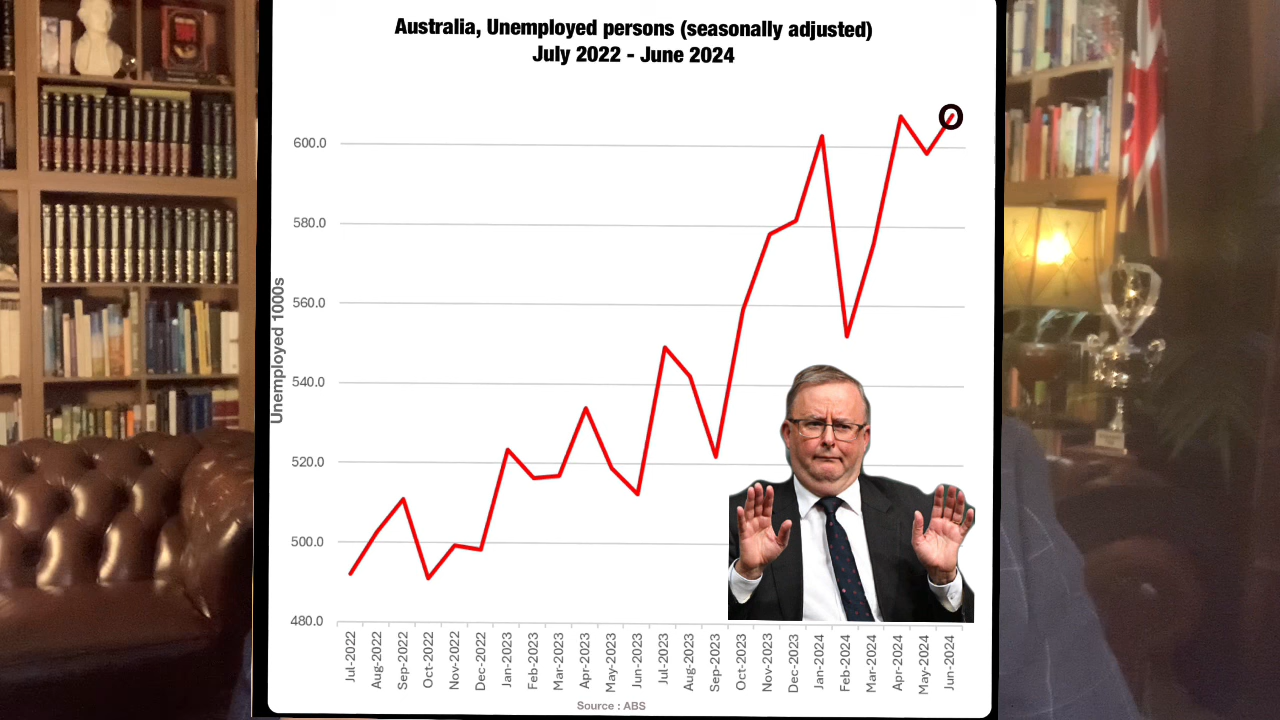 Australia, Unemployed persons (seasonally adjusted)
July 2022 - June 2024
Unemployed 1000s
600.0
580.0
560.0
540.0
520.0
500.0
480.0
Jul-2022
Aug-2022
Sep-2022
Oct-2022
Nov-2022
Dec-2022
Jan-2023
Feb-2023
Mar-2023
Apr-2023
May-2023
Jun-2023
Jul-2023
Aug-2023
Sep-2023
Oct-2023
Nov-2023
Dec-2023
Jan-2024
Feb-2024
Mar-2024
Apr-2024
May-2024
Jun-2024
Source : ABS